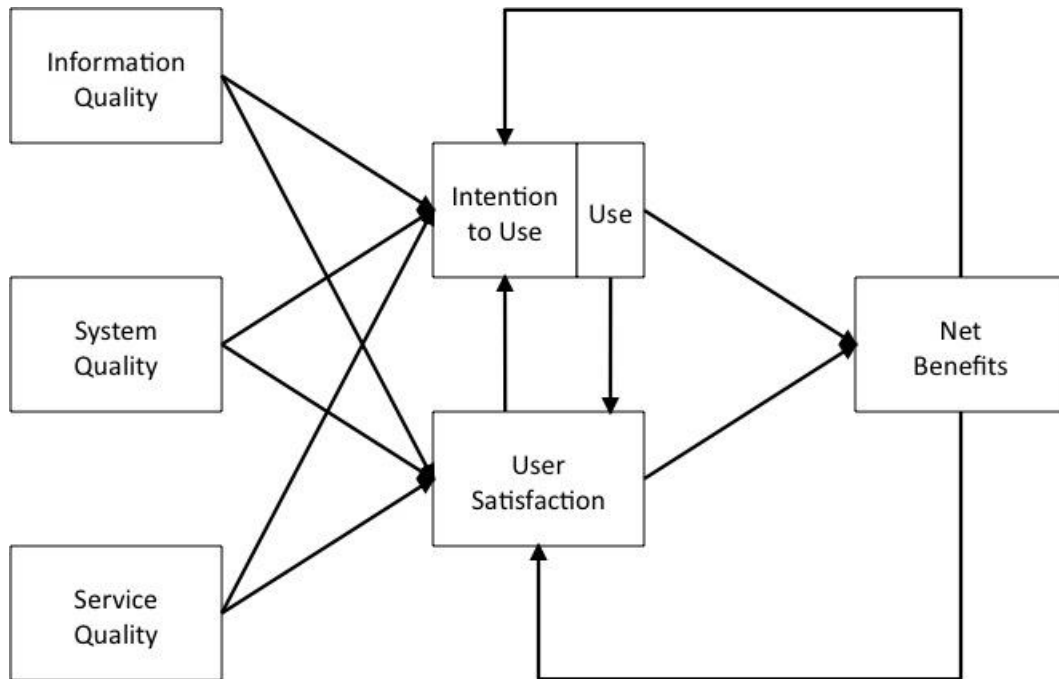 Information
Quality
Intention
to Use
Use
System
Quality
Net
Benefits
User
Satisfaction
Service
Quality